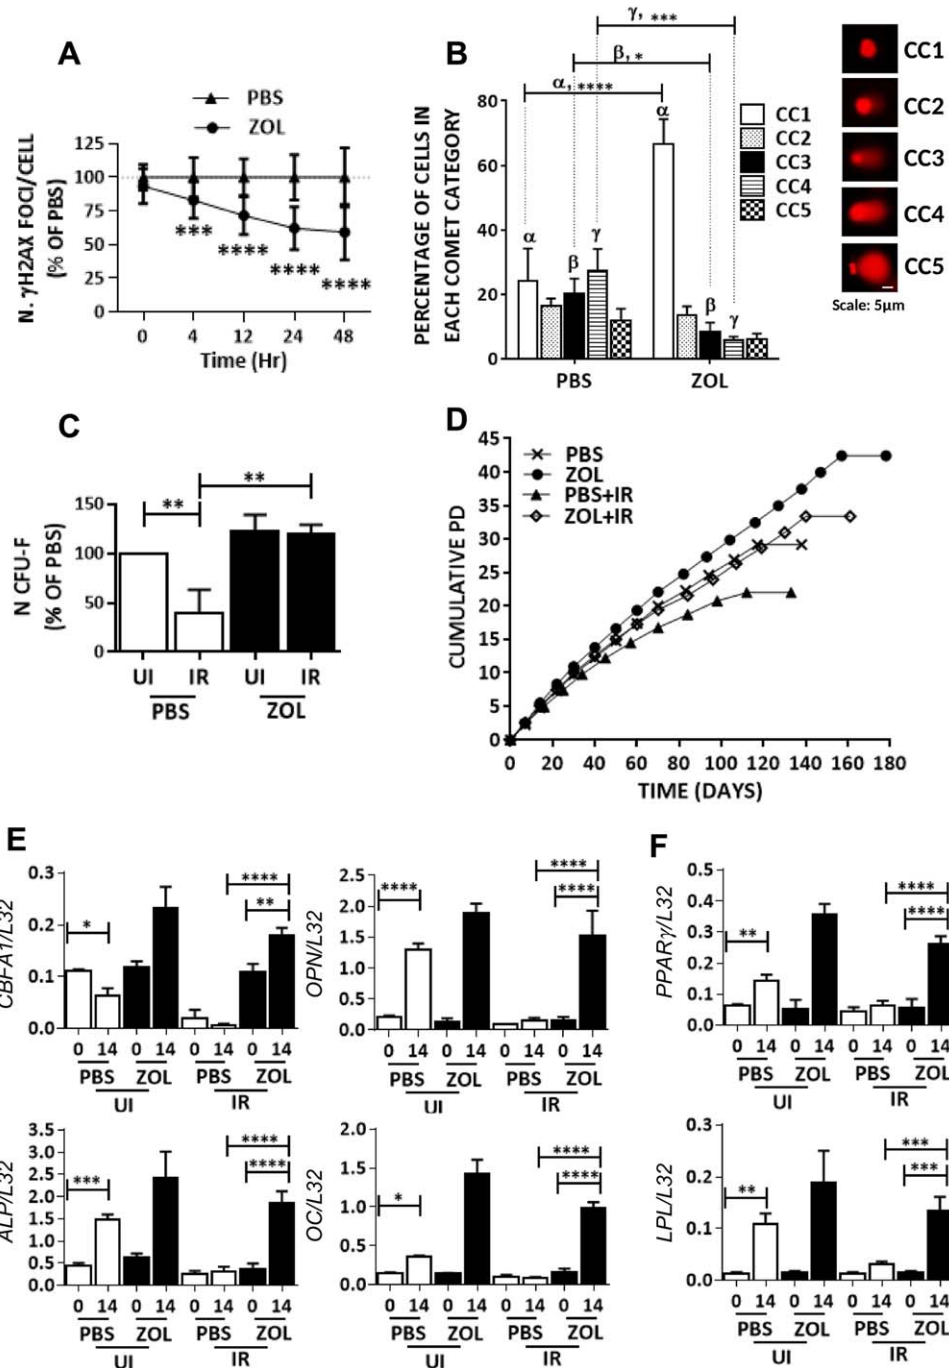 A
PBS
ZOL
N. γH2AX FOCI/CELL
(% OF PBS)
125
100
75
50
25
0
***
****
****
****
0 4 12 24 48
Time (Hr)
B
γ, ***
β, *
α, ****
PERCENTAGE OF CELLS IN
EACH COMET CATEGORY
80
60
40
20
0
α
β
γ
α
β
γ
PBS ZOL
CC1
CC2
CC3
CC4
CC5
CC1
CC2
CC3
CC4
CC5
Scale: 5µm
C
N CFU-F
(% OF PBS)
150
100
50
0
**
**
UI IR UI IR
PBS ZOL
D
CUMULATIVE PD
45
40
35
30
25
20
15
10
5
0
PBS
ZOL
PBS+IR
ZOL+IR
0 20 40 60 80 100 120 140 160 180
TIME (DAYS)
E
CBFA1/L32
0.3
0.2
0.1
0.0
*
****
**
0 14 0 14 0 14 0 14
PBS ZOL PBS ZOL
UI IR
OPN/L32
2.5
2.0
1.5
1.0
0.5
0.0
****
****
****
0 14 0 14 0 14 0 14
PBS ZOL PBS ZOL
UI IR
ALP/L32
3.5
3.0
2.5
2.0
1.5
1.0
0.5
0.0
***
****
****
0 14 0 14 0 14 0 14
PBS ZOL PBS ZOL
UI IR
OC/L32
2.0
1.5
1.0
0.5
0.0
*
****
****
0 14 0 14 0 14 0 14
PBS ZOL PBS ZOL
UI IR
F
PPARγ/L32
0.5
0.4
0.3
0.2
0.1
0.0
**
****
****
0 14 0 14 0 14 0 14
PBS ZOL PBS ZOL
UI IR
LPL/L32
0.3
0.2
0.1
0.0
**
***
***
0 14 0 14 0 14 0 14
PBS ZOL PBS ZOL
UI IR